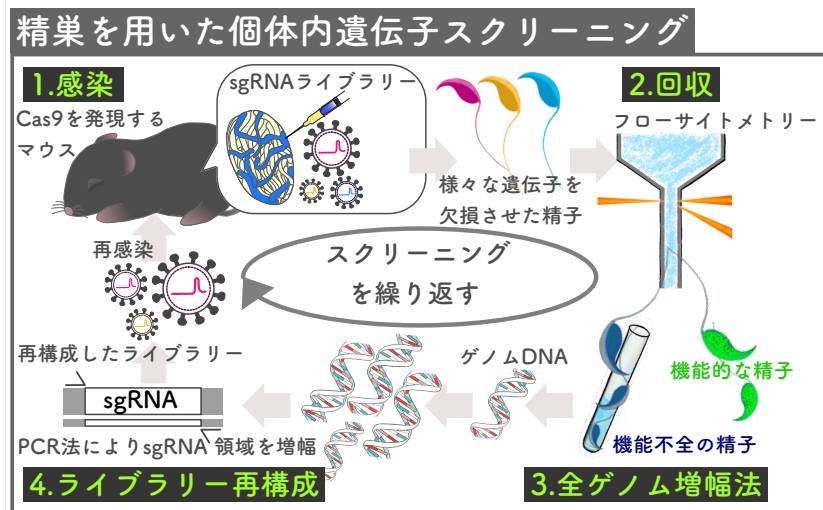 精巣を用いた個体内遺伝子スクリーニング
1.感染
Cas9を発現する
マウス
sgRNAライブラリー
様々な遺伝子を
欠損させた精子
2.回収
フローサイトメトリー
機能的な精子
機能不全の精子
3.全ゲノム増幅法
ゲノムDNA
4.ライブラリー再構成
PCR法によりsgRNA 領域を増幅
sgRNA
再構成したライブラリー
再感染
スクリーニング
を繰り返す